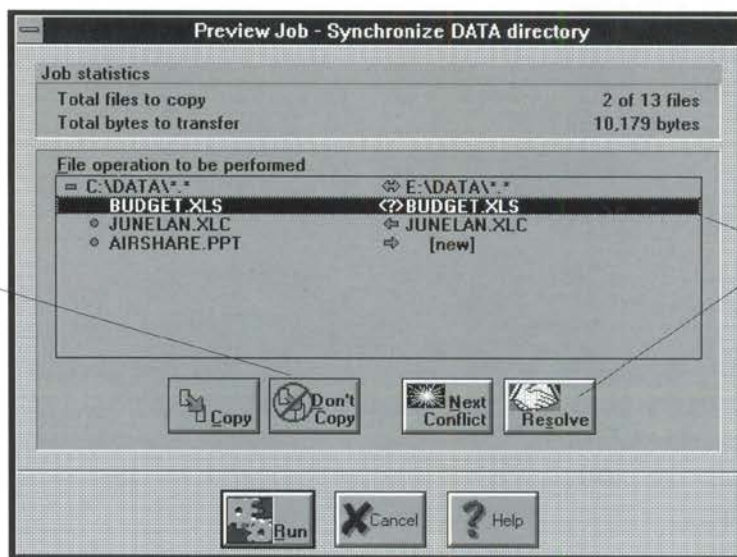 Preview Job - Synchronize DATA directory
Job statistics
Total files to copy 2 of 13 files
Total bytes to transfer 10,179 bytes
File operation to be performed
C:\DATA\*.* E:\DATA\*.*
BUDGET.XLS <?>BUDGET.XLS
JUNELAN.XLC JUNELAN.XLC
AIRSHARE.PPT [new]
Copy
Don't
Copy
Next
Conflict
Resolve
Run
Cancel
? Help